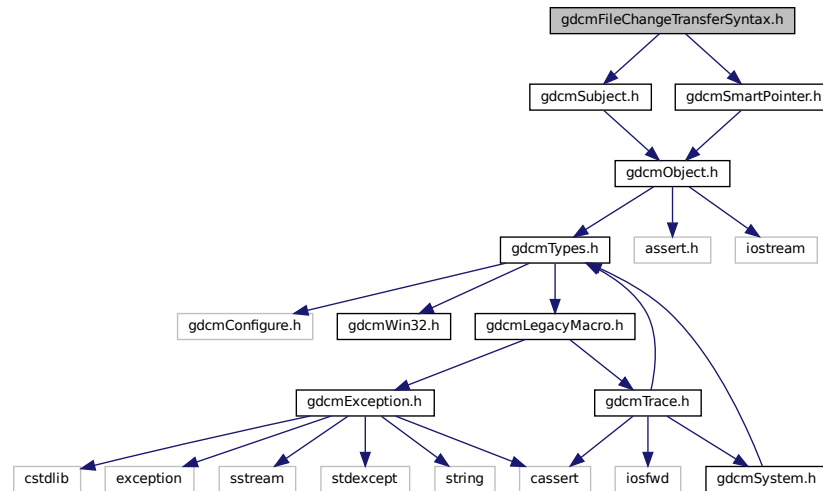 gdcmFileChangeTransferSyntax.h
gdcmSubject.h
gdcmSmartPointer.h
gdcmObject.h
gdcmTypes.h
assert.h
iostream
gdcmConfigure.h
gdcmWin32.h
gdcmLegacyMacro.h
gdcmException.h
gdcmTrace.h
cstdlib
exception
sstream
stdexcept
string
cassert
iosfwd
gdcmSystem.h